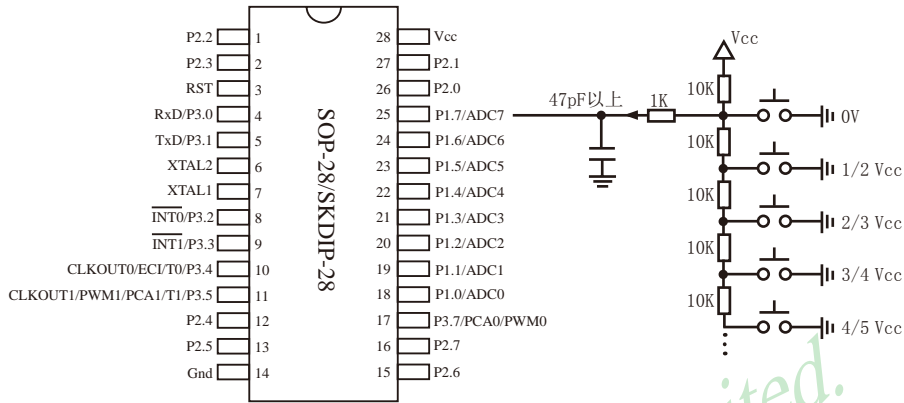 P2.2 1 28 Vcc
P2.3 2 27 P2.1
RST 3 26 P2.0
RxD/P3.0 4 25 P1.7/ADC7
TxD/P3.1 5 24 P1.6/ADC6
XTAL2 6 23 P1.5/ADC5
XTAL1 7 22 P1.4/ADC4
INT0/P3.2 8 21 P1.3/ADC3
INT1/P3.3 9 20 P1.2/ADC2
CLKOUT0/ECI/T0/P3.4 10 19 P1.1/ADC1
CLKOUT1/PWM1/PCA1/T1/P3.5 11 18 P1.0/ADC0
P2.4 12 17 P3.7/PCA0/PWM0
P2.5 13 16 P2.7
Gnd 14 15 P2.6
SOP-28/SKDIP-28
Vcc
10K
47pF以上 1K
0V
10K
1/2 Vcc
10K
2/3 Vcc
10K
3/4 Vcc
10K
4/5 Vcc